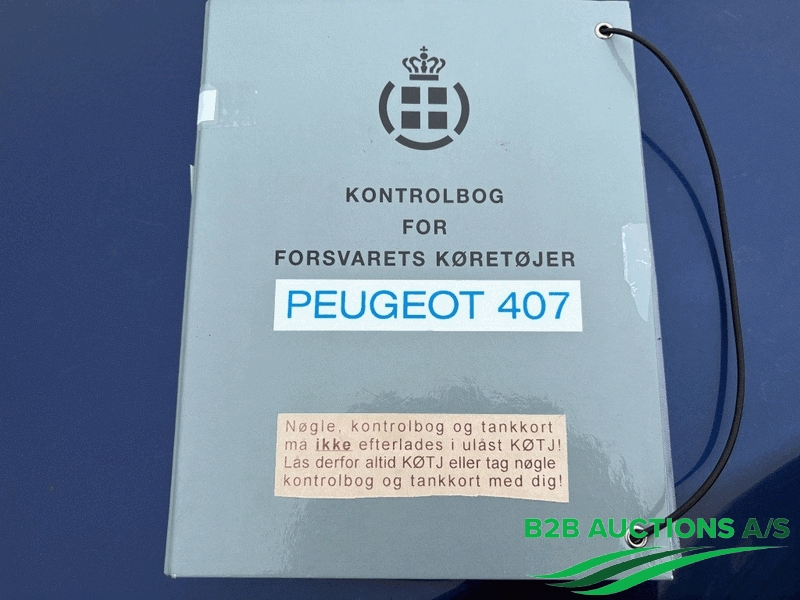 KONTROLBOG
FOR
FORSVARETS KØRETØJER
PEUGEOT 407
Nøgle, kontrolbog og tankkort
må ikke efterlades i ulåst KØTJ!
Lås derfor altid KØTJ eller tag nøgle
kontrolbog og tankkort med dig!
B2B AUCTIONS A/S